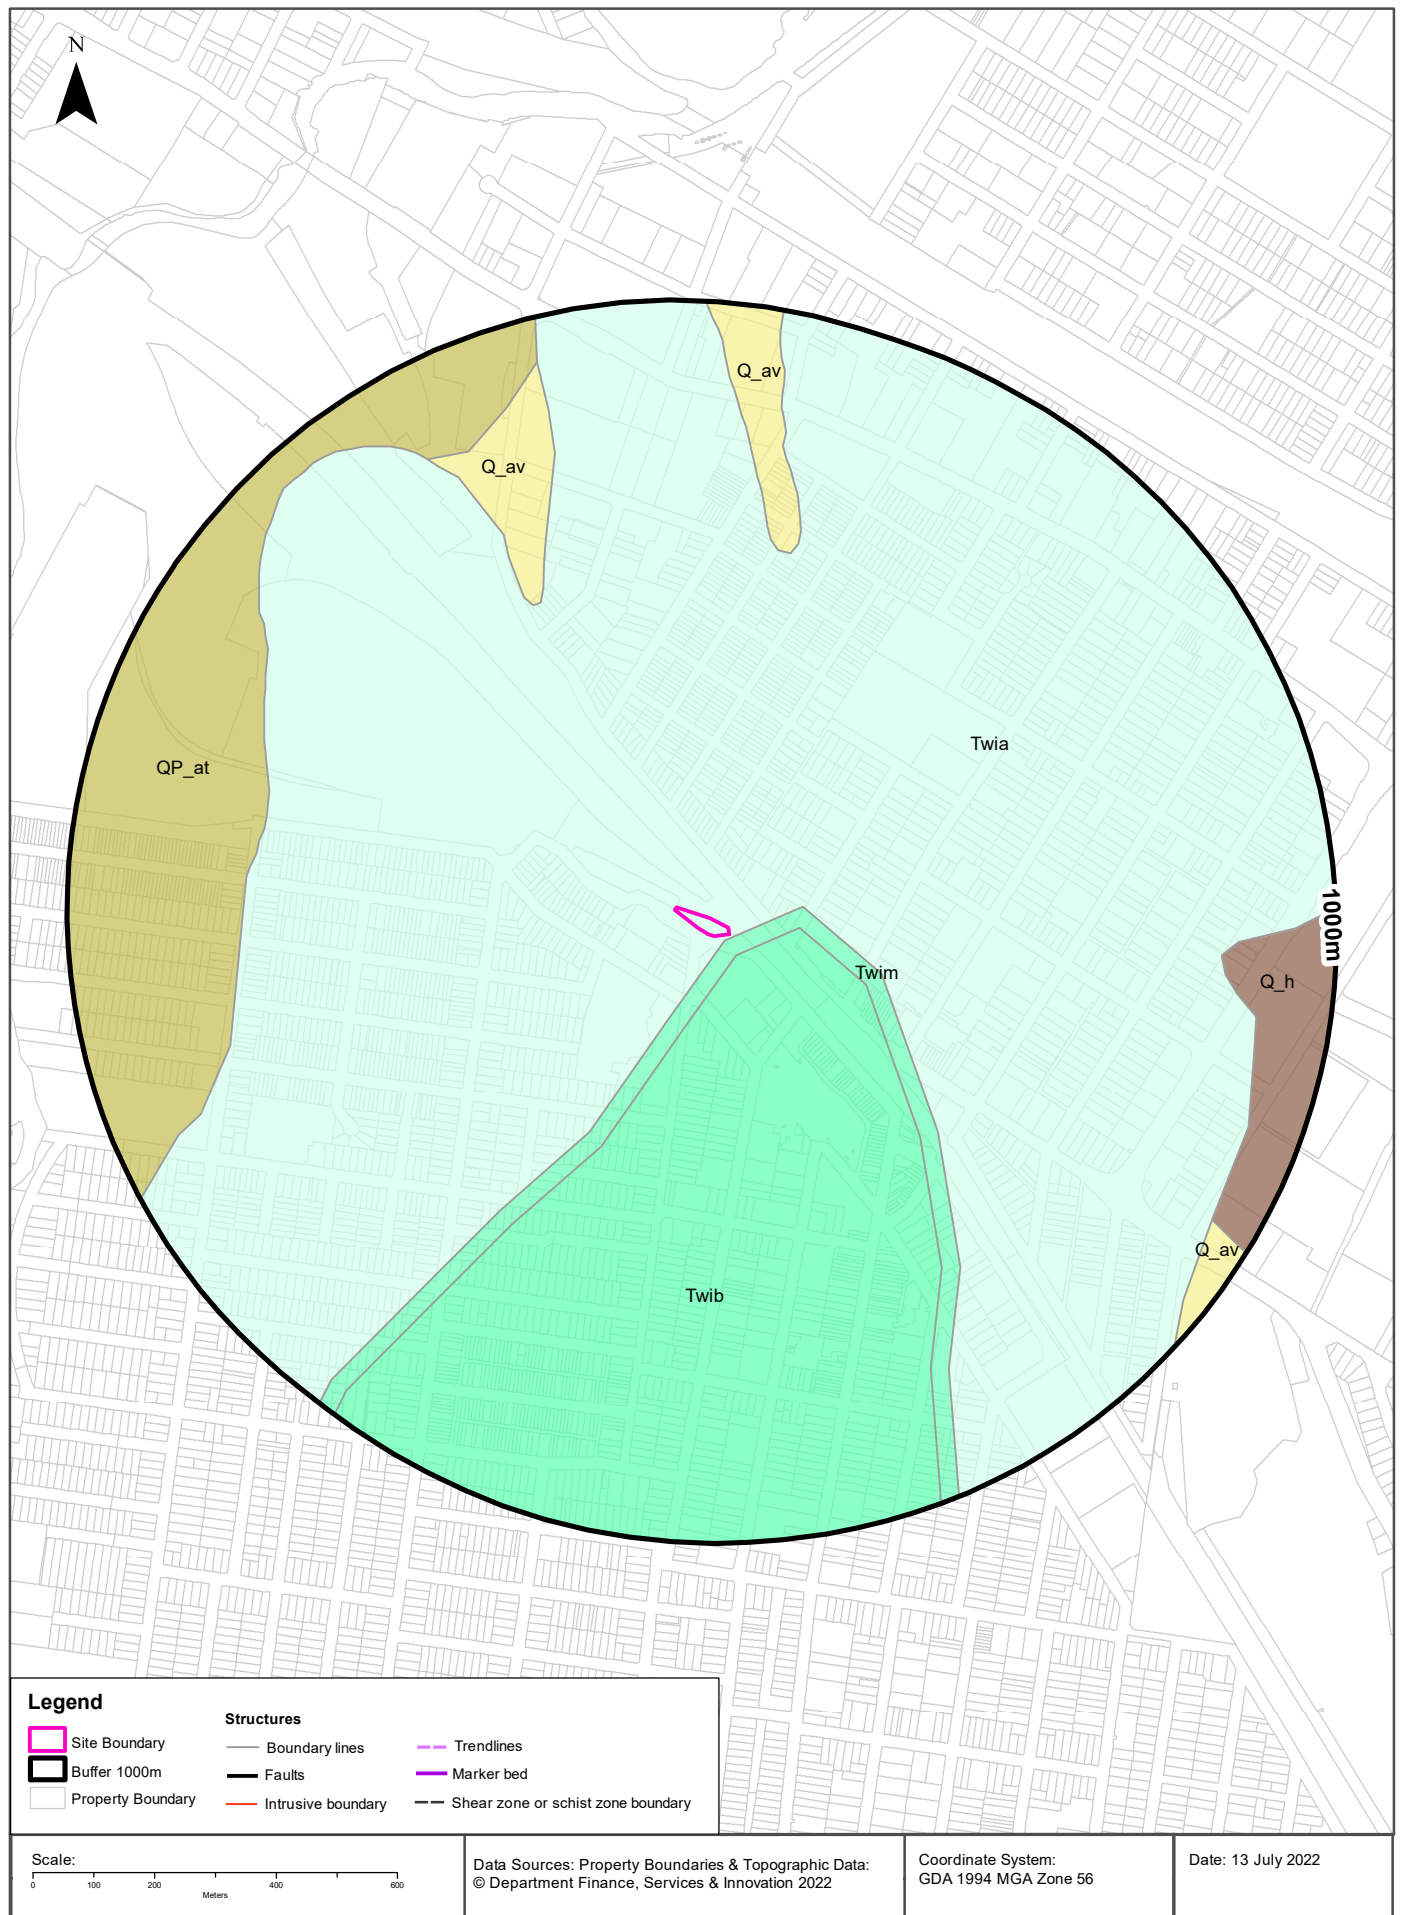 N
Q_av
Q_av
Twia
QP_at
1000m
Twim
Q_h
Q_av
Twib
Legend
Site Boundary
Buffer 1000m
Property Boundary
Structures
Boundary lines
Faults
Intrusive boundary
Trendlines
Marker bed
Shear zone or schist zone boundary
Scale:
0 100 200 400 600
Meters
Data Sources: Property Boundaries & Topographic Data:
© Department Finance, Services & Innovation 2022
Coordinate System:
GDA 1994 MGA Zone 56
Date: 13 July 2022